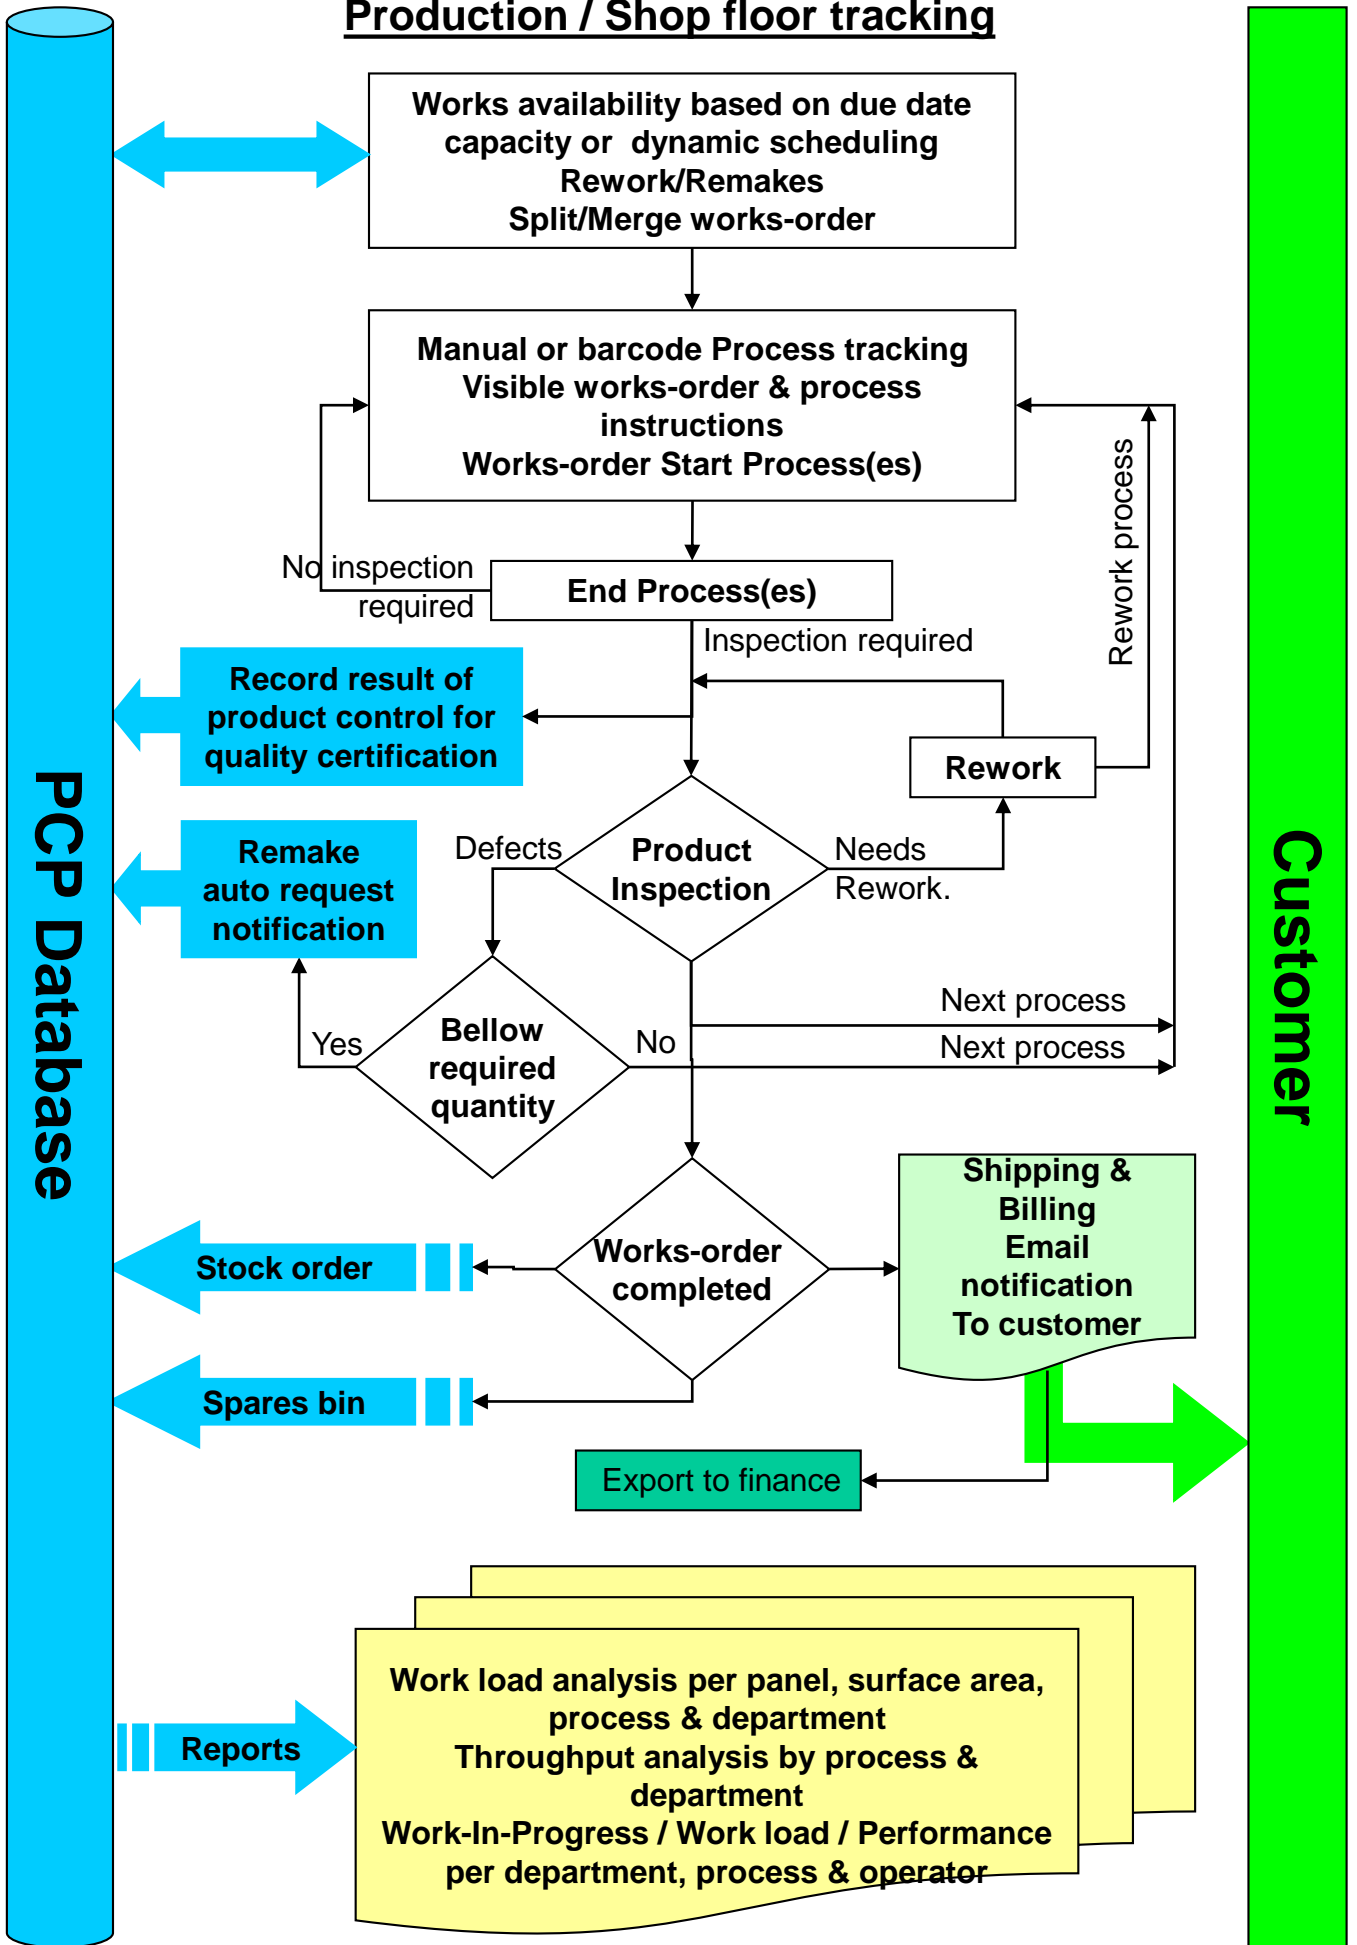 Production / Shop floor tracking
Works availability based on due date
capacity or dynamic scheduling
Rework/Remakes
Split/Merge works-order
Manual or barcode Process tracking
Visible works-order & process
instructions
Works-order Start Process(es)
Rework process
No inspection
required
End Process(es)
Inspection required
Record result of
product control for
quality certification
Rework
Remake
auto request
notification
Defects
Product
Inspection
Needs
Rework.
PCP Database
Customer
Next process
Yes
Bellow
required
quantity
No
Next process
Shipping &
Billing
Email
notification
To customer
Stock order
Works-order
completed
Spares bin
Export to finance
Reports
Work load analysis per panel, surface area,
process & department
Throughput analysis by process &
department
Work-In-Progress / Work load / Performance
per department, process & operator